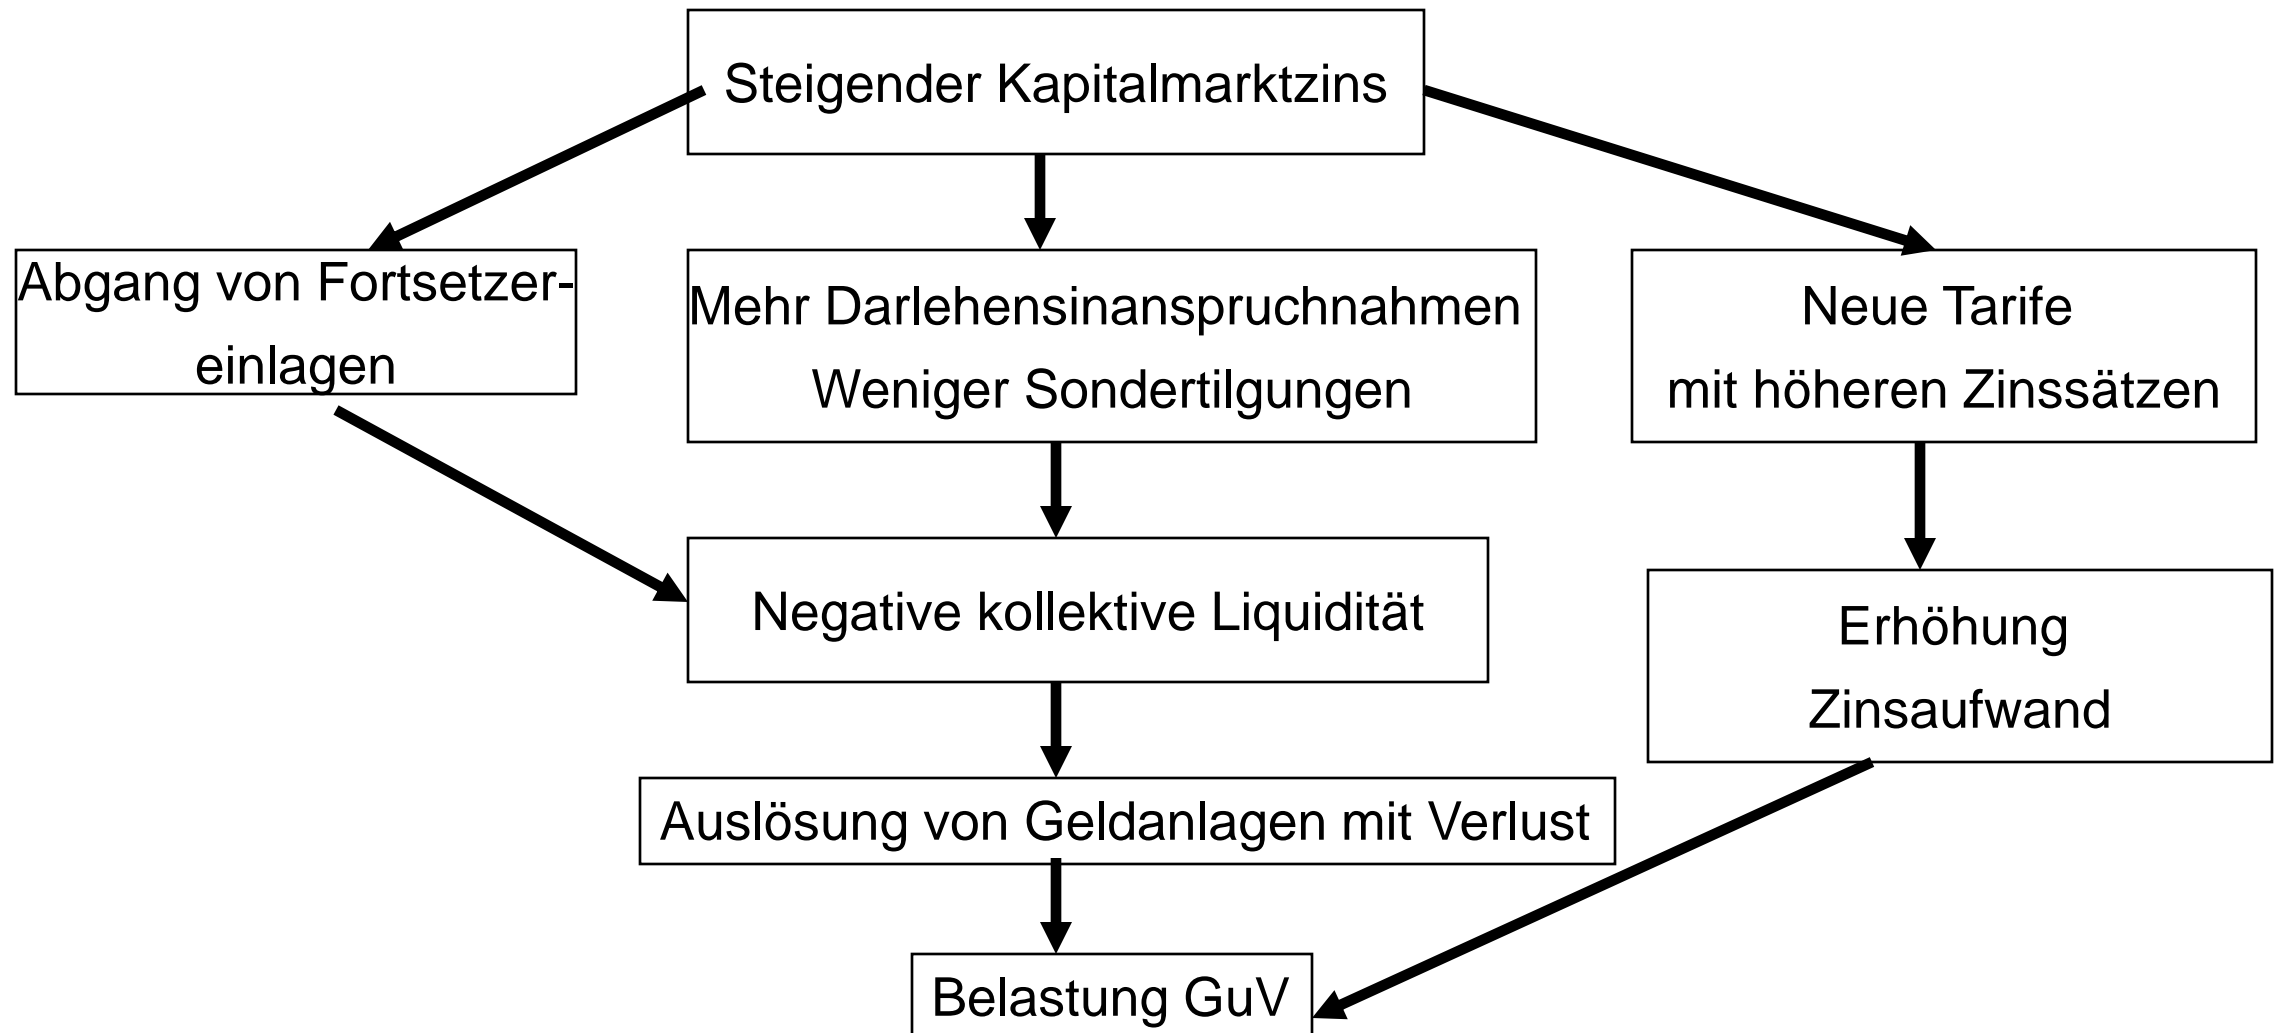 Steigender Kapitalmarktzins
Abgang von Fortsetzer-
einlagen
Mehr Darlehensinanspruchnahmen
Weniger Sondertilgungen
Neue Tarife
mit höheren Zinssätzen
Negative kollektive Liquidität
Erhöhung
Zinsaufwand
Auslösung von Geldanlagen mit Verlust
Belastung GuV